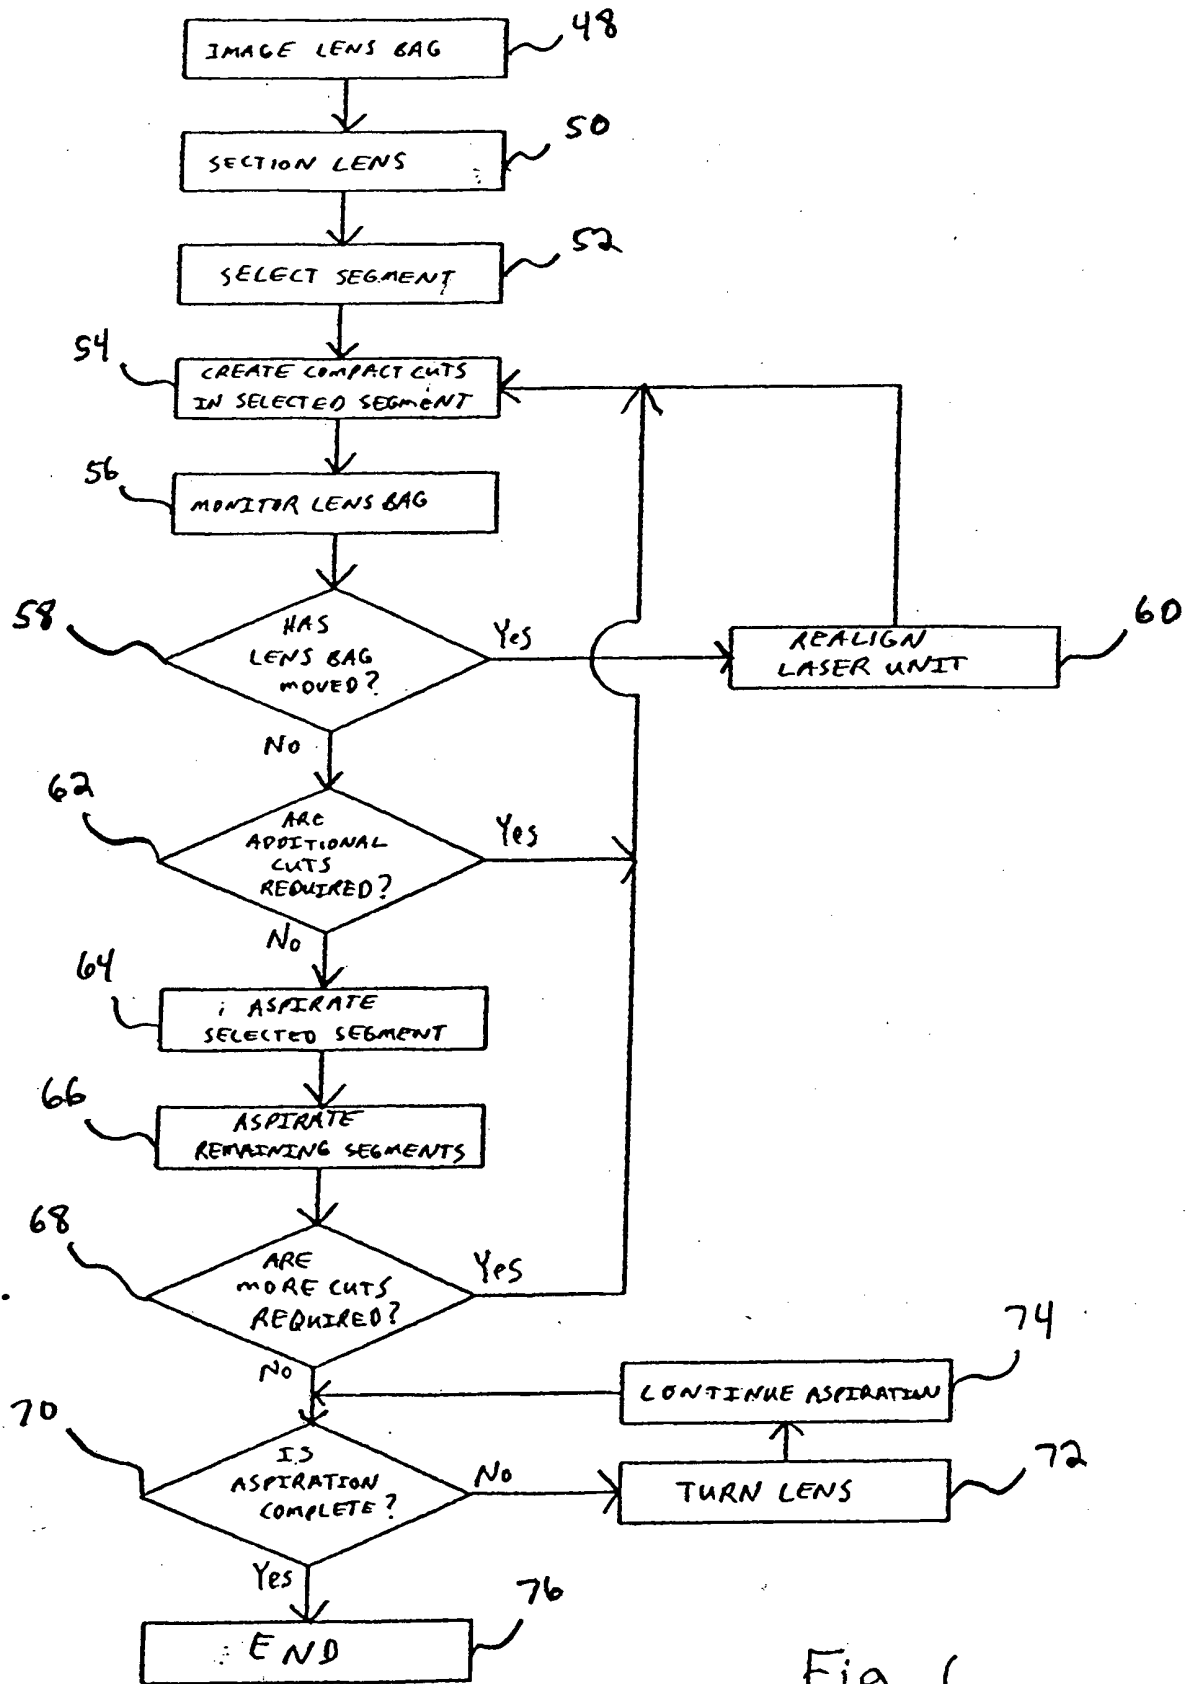 IMAGE LENS BAG
48
SECTION LENS
50
SELECT SEGMENT
52
54
CREATE COMPACT CUTS
IN SELECTED SEGMENT
56
MONITOR LENS BAG
58
HAS
LENS BAG
MOVED?
Yes
REALIGN
LASER UNIT
60
No
62
ARE
ADDITIONAL
CUTS
REQUIRED?
Yes
No
64
ASPIRATE
SELECTED SEGMENT
66
ASPIRATE
REMAINING SEGMENTS
68
ARE
MORE CUTS
REQUIRED?
Yes
No
74
CONTINUE ASPIRATION
70
IS
ASPIRATION
COMPLETE?
No
TURN LENS
72
Yes
END
76
Fig.